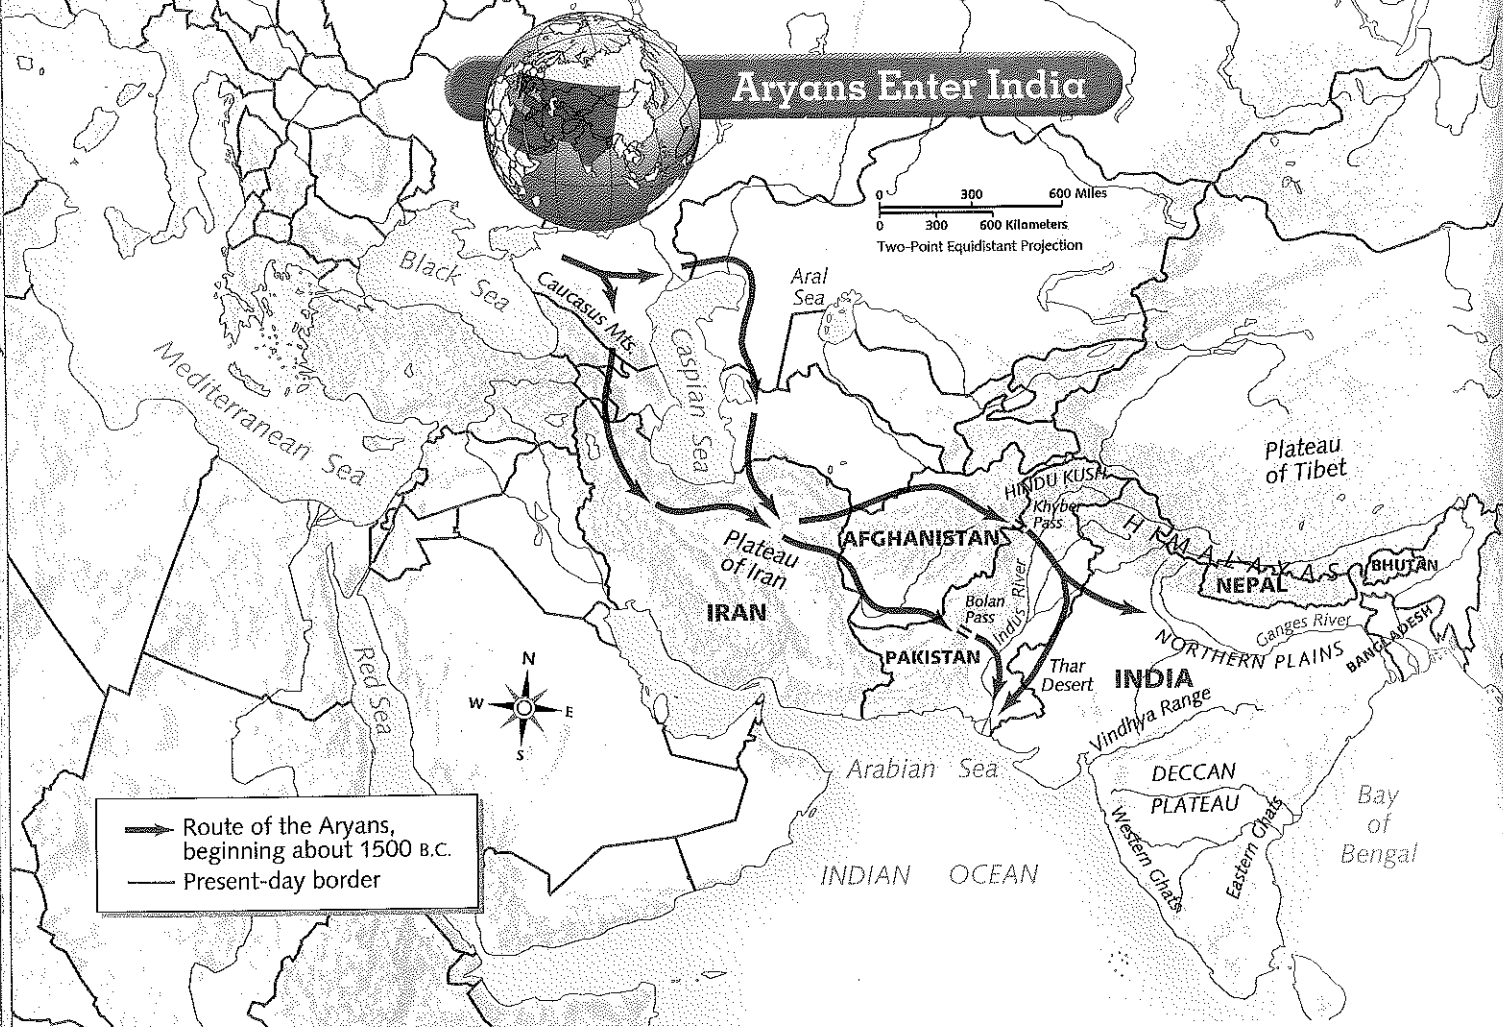 Aryans Enter India
0 300 600 Miles
0 300 600 Kilometers
Two-Point Equidistant Projection
Black Sea
Caucasus Mts.
Aral
Sea
Caspian Sea
Mediterranean Sea
Plateau
of Tibet
HINDU KUSH
Khyber
Pass
HIMALAYAS
AFGHANISTAN
Plateau
of Iran
IRAN
NEPAL
BHUTAN
Bolan
Pass
Indus River
Ganges River
BANGLADESH
NORTHERN PLAINS
PAKISTAN
Thar
Desert
INDIA
Red Sea
N
W
E
S
Vindhya Range
Arabian Sea
DECCAN
PLATEAU
Western Ghats
Eastern Ghats
Bay
of
Bengal
INDIAN OCEAN
Route of the Aryans,
beginning about 1500 B.C.
Present-day border